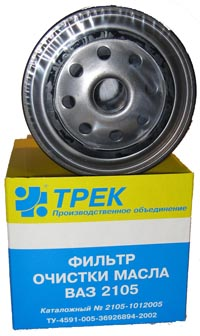 ТРЕК
Производственное объединение
ФИЛЬТР
ОЧИСТКИ МАСЛА
ВАЗ 2105
Каталожный № 2105-1012005
ТУ-4591-005-36926894-2002